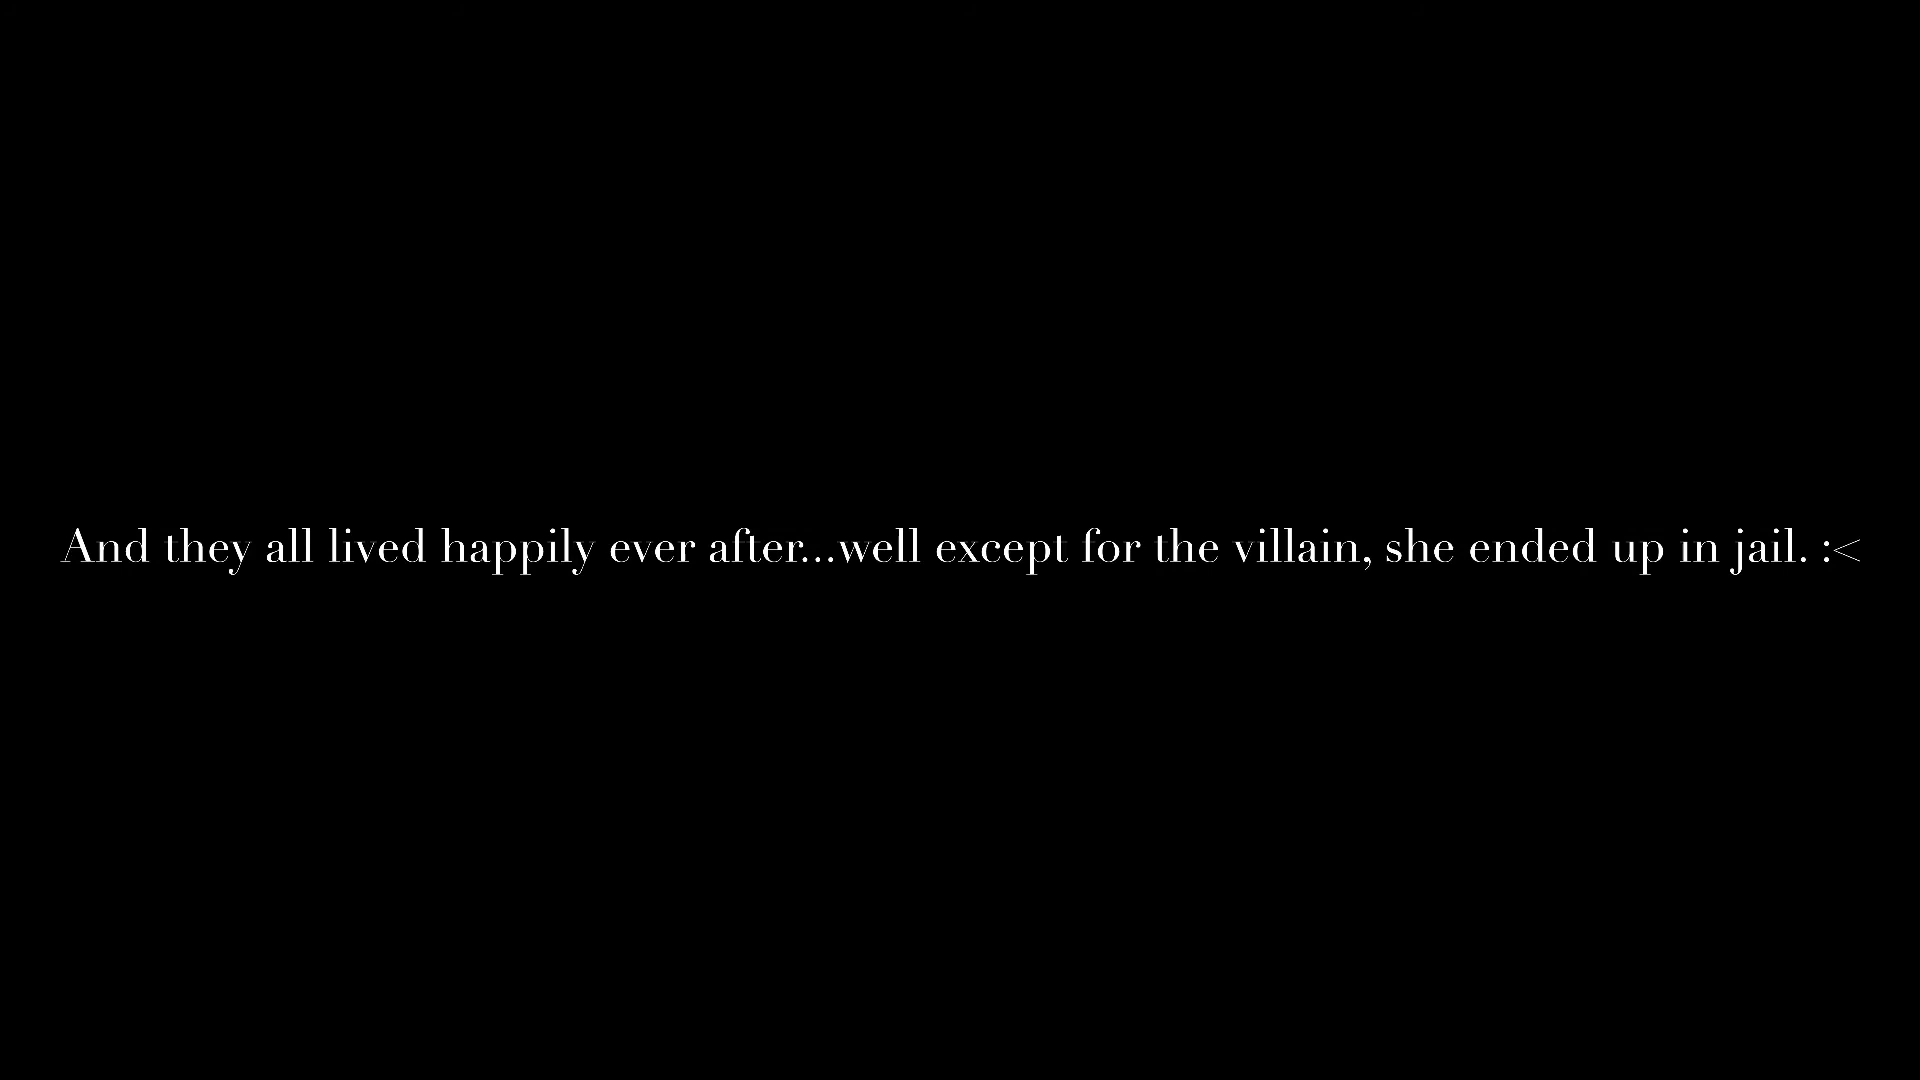 And they all lived happily ever after...well except for the villain, she ended up in jail. :<